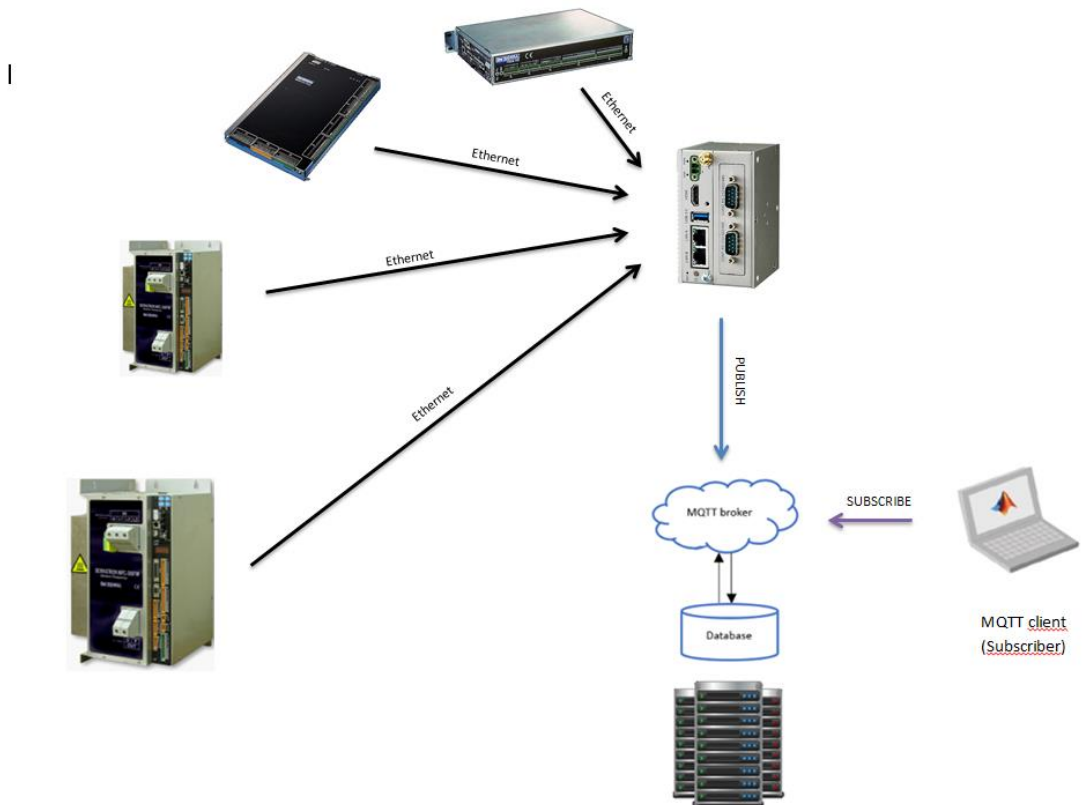 Ethernet
Ethernet
Ethernet
Ethernet
PUBLISH
MQTT broker
SUBSCRIBE
Database
MQTT client
(Subscriber)